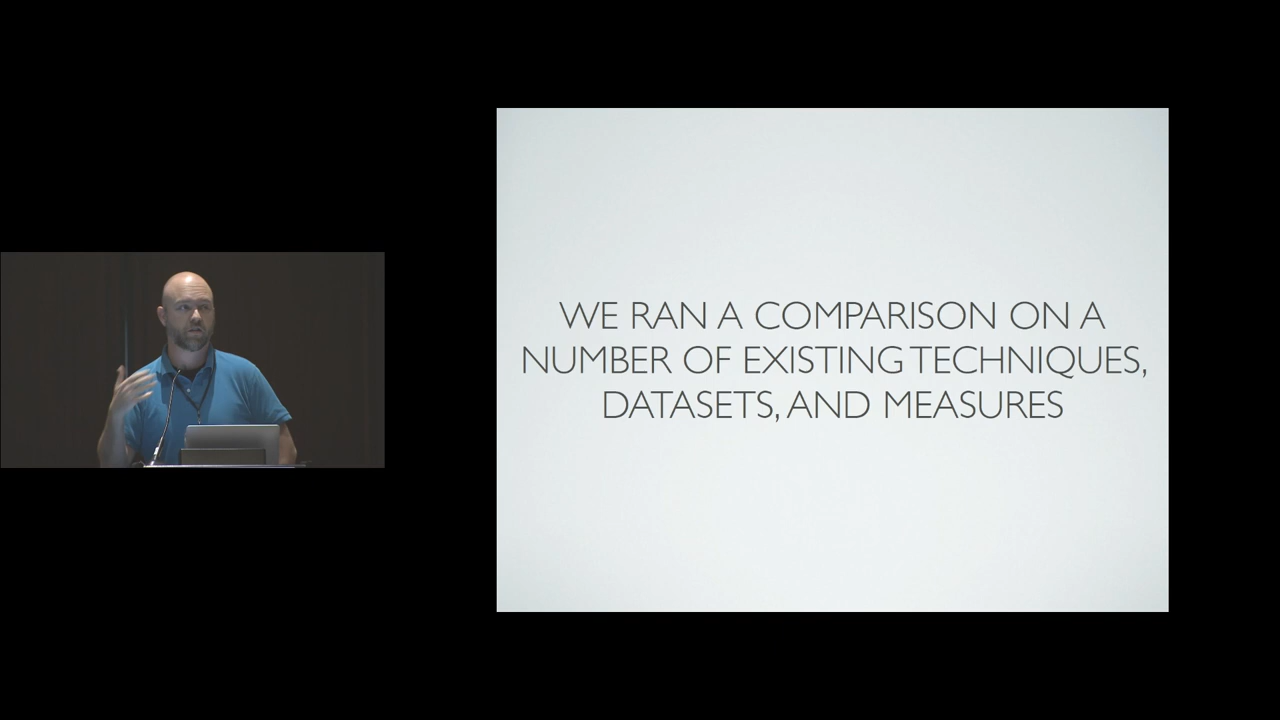 WE RAN A COMPARISON ON A
NUMBER OF EXISTING TECHNIQUES,
DATASETS, AND MEASURES